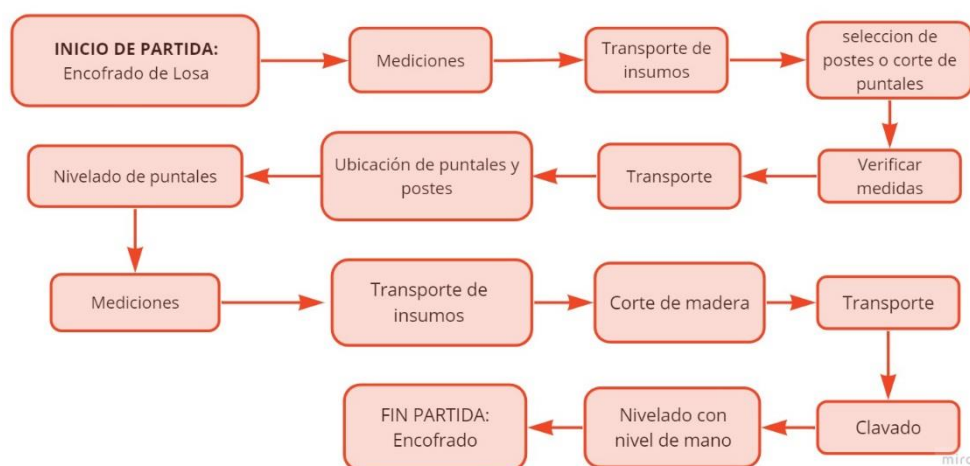 INICIO DE PARTIDA:
Encofrado de Losa
Mediciones
Transporte de
insumos
seleccion de
postes o corte de
puntales
Verificar
medidas
Transporte
Ubicación de puntales y
postes
Nivelado de puntales
Mediciones
Transporte de
insumos
Corte de madera
Transporte
Clavado
Nivelado con
nivel de mano
FIN PARTIDA:
Encofrado